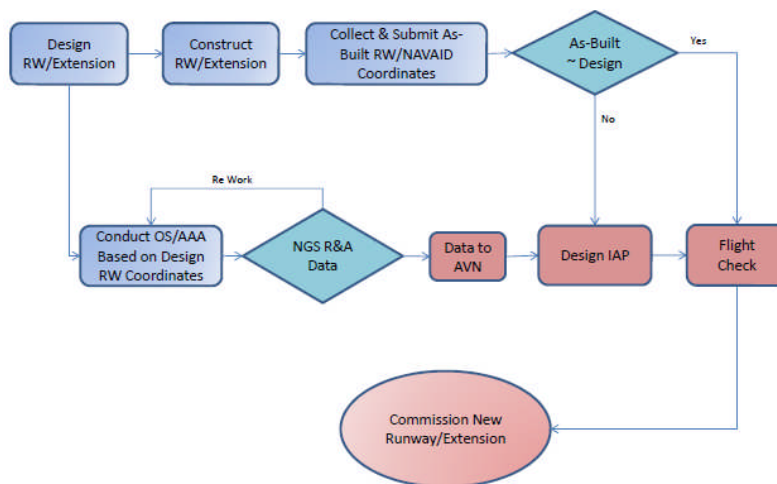 Design
RW/Extension
Construct
RW/Extension
Collect & Submit As-
Built RW/NAVAID
Coordinates
As-Built
~ Design
Yes
No
Re Work
Conduct OS/AAA
Based on Design
RW Coordinates
NGS R&A
Data
Data to
AVN
Design IAP
Flight
Check
Commission New
Runway/Extension